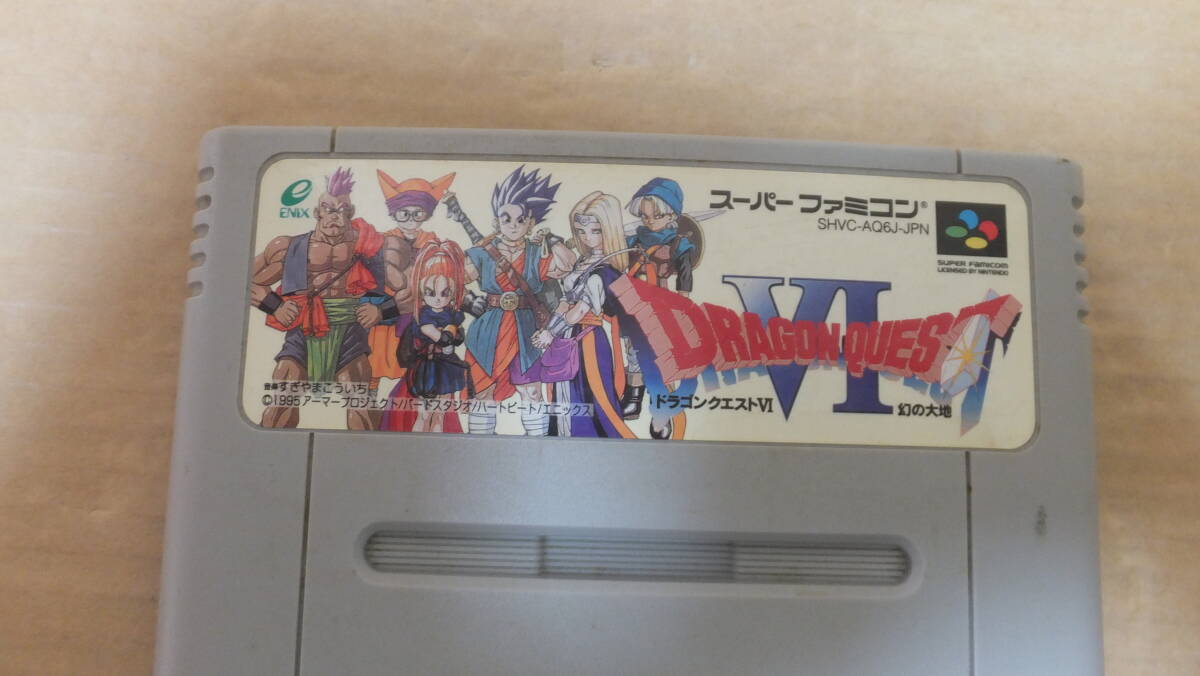 ENIX
スーパーファミコン®
SHVC-AQ6J-JPN
SUPER FAMICOM
LICENSED BY NINTENDO
DRAGON QUEST
VI
ドラゴンクエストVI 幻の大地
音楽 すぎやまこういち
©1995 アーマープロジェクト/バードスタジオ/ハートビート/エニックス